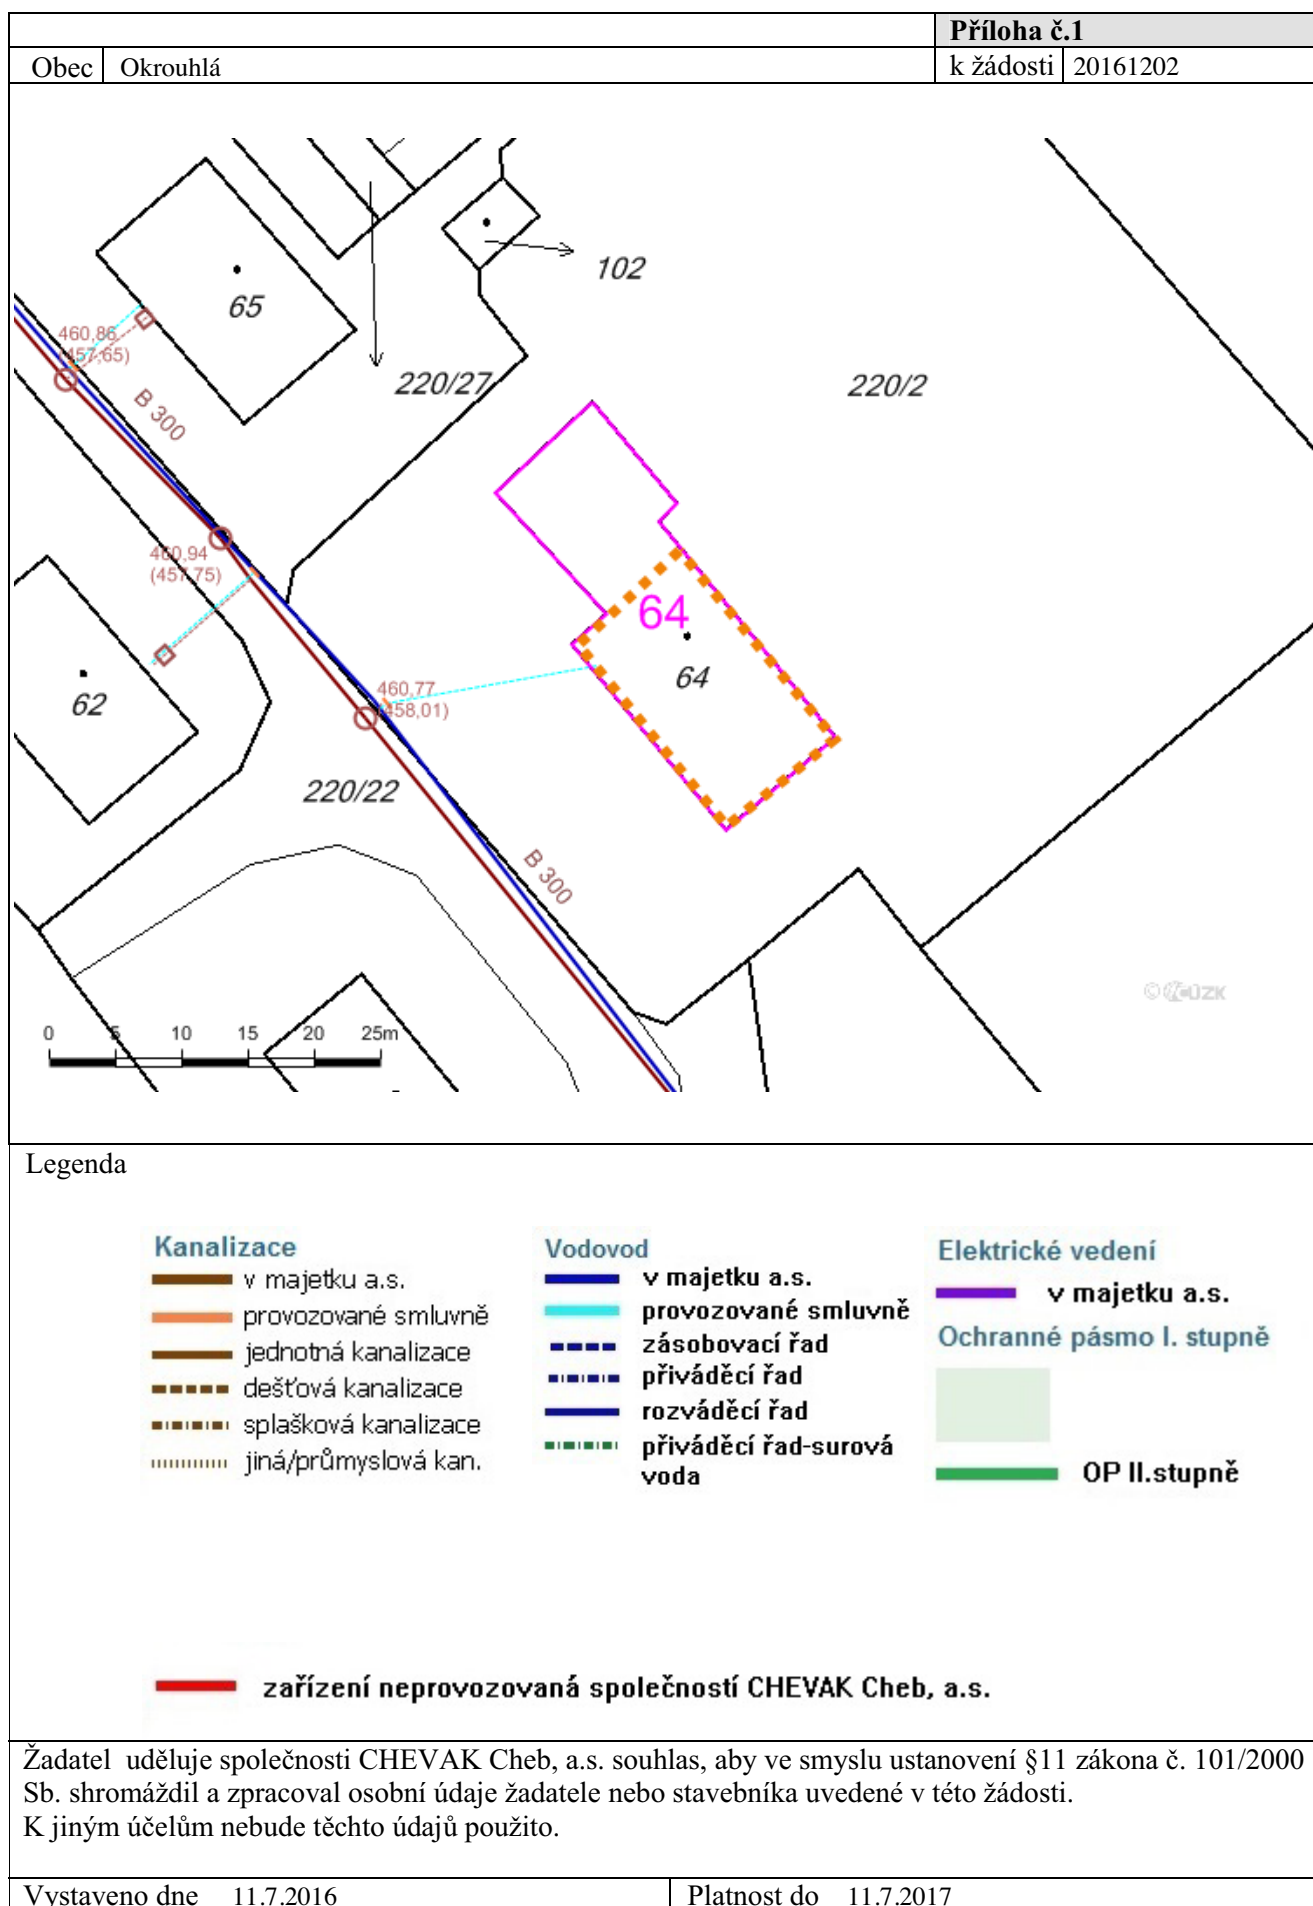 Příloha č.1
Obec Okrouhlá k žádosti 20161202
102
65
460,86
(457,65)
220/27
220/2
B 300
460,94
(457,75)
64
64
62
460,77
(458,01)
220/22
B 300
© ČÚZK
0 5 10 15 20 25m
Legenda
Kanalizace
v majetku a.s.
provozované smluvně
jednotná kanalizace
dešťová kanalizace
splašková kanalizace
jiná/průmyslová kan.
Vodovod
v majetku a.s.
provozované smluvně
zásobovací řad
přiváděcí řad
rozváděcí řad
přiváděcí řad-surová
voda
Elektrické vedení
v majetku a.s.
Ochranné pásmo I. stupně
OP II.stupně
zařízení neprovozovaná společností CHEVAK Cheb, a.s.
Žadatel uděluje společnosti CHEVAK Cheb, a.s. souhlas, aby ve smyslu ustanovení §11 zákona č. 101/2000
Sb. shromáždil a zpracoval osobní údaje žadatele nebo stavebníka uvedené v této žádosti.
K jiným účelům nebude těchto údajů použito.
Vystaveno dne 11.7.2016 Platnost do 11.7.2017